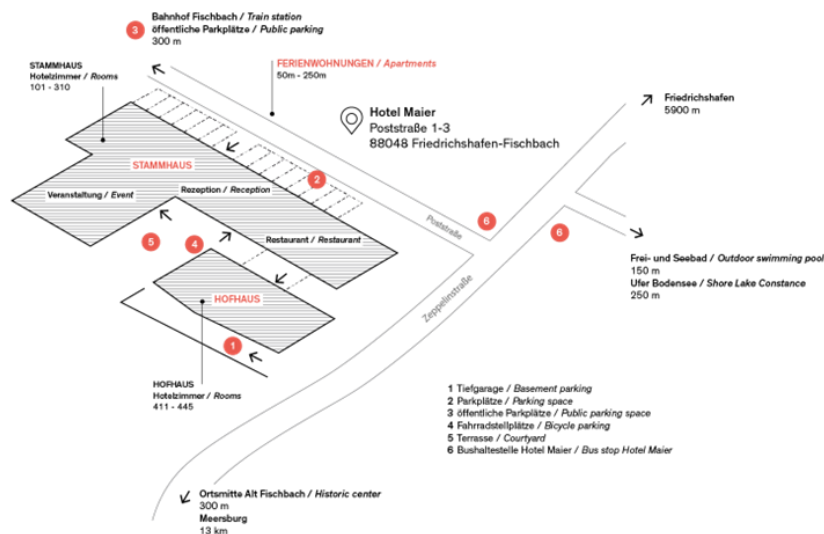 3
Bahnhof Fischbach / Train station
öffentliche Parkplätze / Public parking
300 m
STAMMHAUS
Hotelzimmer / Rooms
101 - 310
FERIENWOHNUNGEN / Apartments
50m - 250m
Hotel Maier
Poststraße 1-3
88048 Friedrichshafen-Fischbach
Friedrichshafen
5900 m
STAMMHAUS
2
Veranstaltung / Event
Rezeption / Reception
Restaurant / Restaurant
Poststraße
6
6
5
4
Frei- und Seebad / Outdoor swimming pool
150 m
Ufer Bodensee / Shore Lake Constance
250 m
HOFHAUS
Zeppelinstraße
1
HOFHAUS
Hotelzimmer / Rooms
411 - 445
1 Tiefgarage / Basement parking
2 Parkplätze / Parking space
3 öffentliche Parkplätze / Public parking space
4 Fahrradstellplätze / Bicycle parking
5 Terrasse / Courtyard
6 Bushaltestelle Hotel Maier / Bus stop Hotel Maier
Ortsmitte Alt Fischbach / Historic center
300 m
Meersburg
13 km